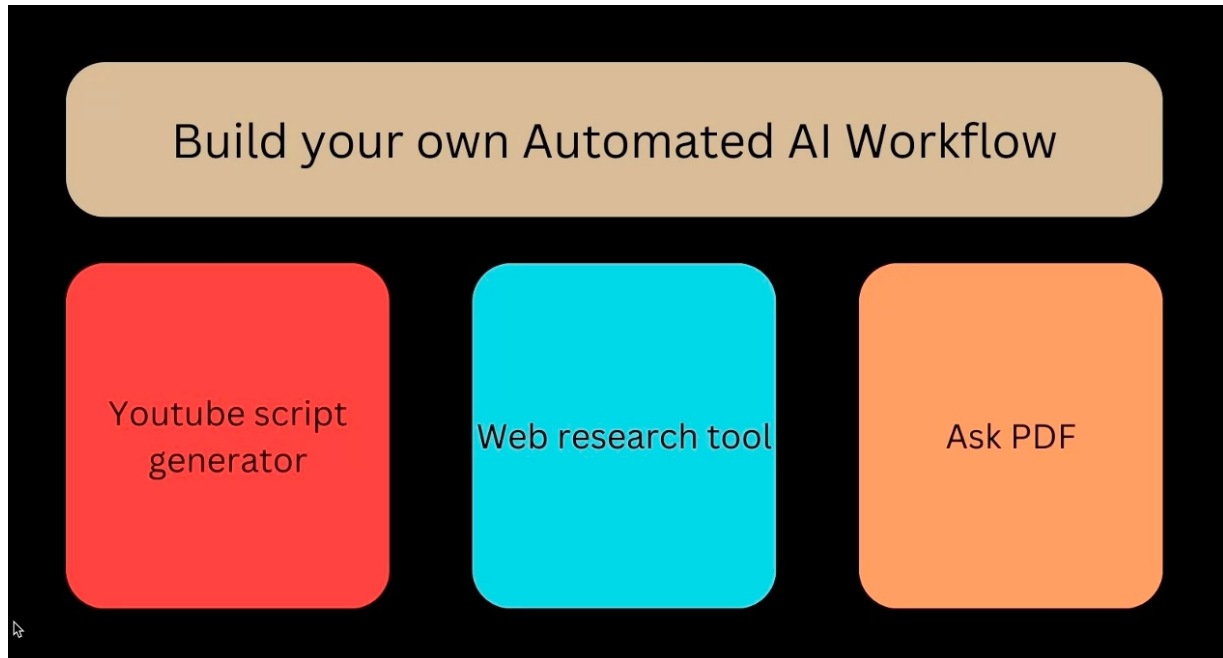 Build your own Automated AI Workflow
Youtube script
generator
Web research tool
Ask PDF